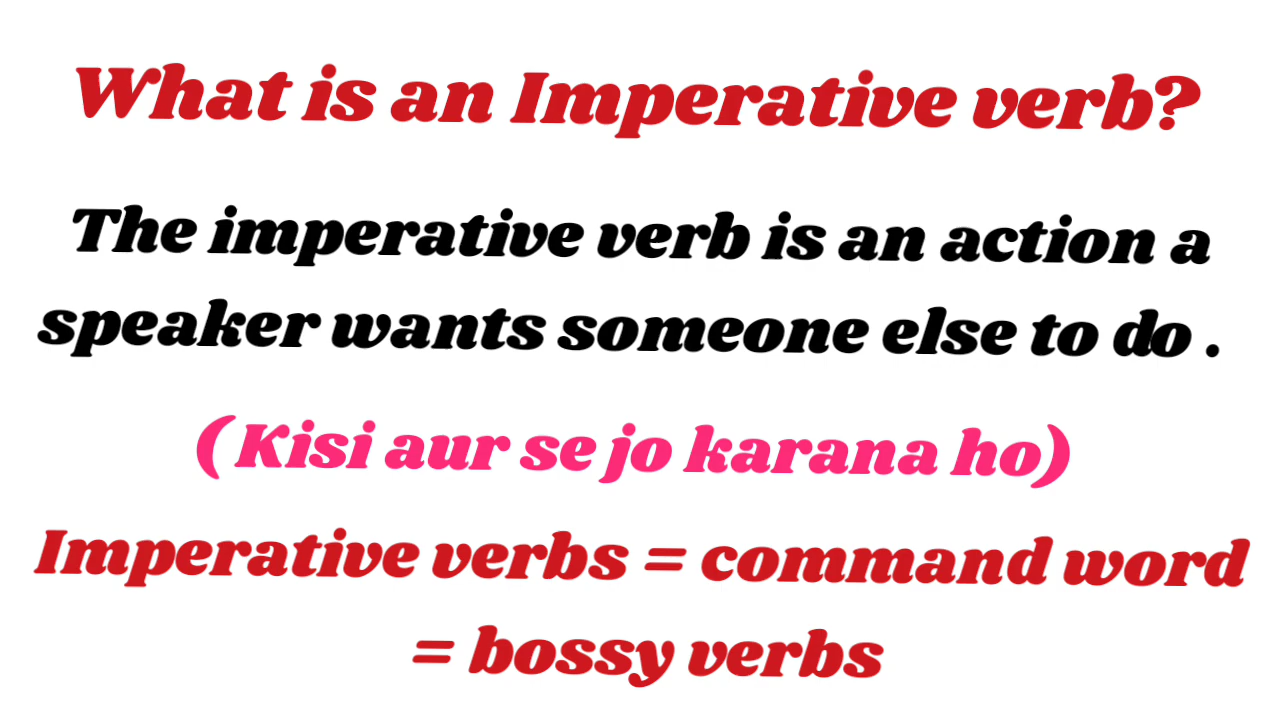 What is an Imperative verb?
The imperative verb is an action a
speaker wants someone else to do .
( Kisi aur se jo karana ho)
Imperative verbs = command word
= bossy verbs